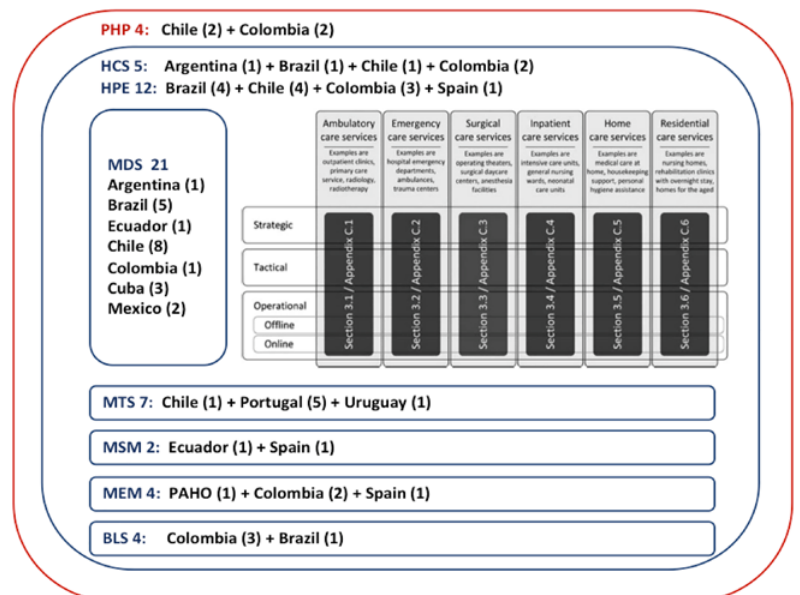 PHP 4: Chile (2) + Colombia (2)
HCS 5: Argentina (1) + Brazil (1) + Chile (1) + Colombia (2)
HPE 12: Brazil (4) + Chile (4) + Colombia (3) + Spain (1)
MDS 21
Argentina (1)
Brazil (5)
Ecuador (1)
Chile (8)
Colombia (1)
Cuba (3)
Mexico (2)
Ambulatory
care services
Examples are
outpatient clinics,
primary care
service, radiology,
radiotherapy
Emergency
care services
Examples are
hospital emergency
departments,
ambulances,
trauma centers
Surgical
care services
Examples are
operating theaters,
surgical daycare
centers, anesthesia
facilities
Inpatient
care services
Examples are
intensive care units,
general nursing
wards, neonatal
care units
Home
care services
Examples are
medical care at
home, housekeeping
support, personal
hygiene assistance
Residential
care services
Examples are
nursing homes,
rehabilitation clinics
with overnight stay,
homes for the aged
Strategic
Tactical
Operational
Offline
Online
Section 3.1 / Appendix C.1
Section 3.2 / Appendix C.2
Section 3.3 / Appendix C.3
Section 3.4 / Appendix C.4
Section 3.5 / Appendix C.5
Section 3.6 / Appendix C.6
MTS 7: Chile (1) + Portugal (5) + Uruguay (1)
MSM 2: Ecuador (1) + Spain (1)
MEM 4: PAHO (1) + Colombia (2) + Spain (1)
BLS 4: Colombia (3) + Brazil (1)